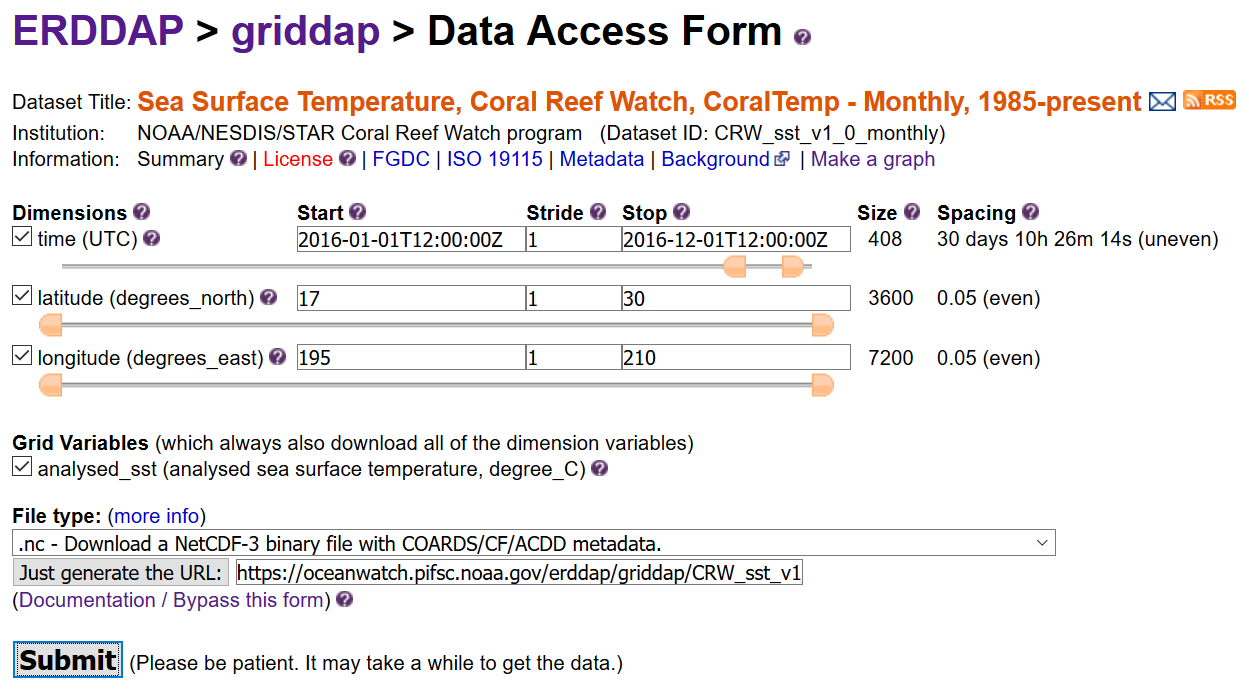 ERDDAP > griddap > Data Access Form ?
Dataset Title: Sea Surface Temperature, Coral Reef Watch, CoralTemp - Monthly, 1985-present RSS
Institution: NOAA/NESDIS/STAR Coral Reef Watch program (Dataset ID: CRW_sst_v1_0_monthly)
Information: Summary ? | License ? | FGDC | ISO 19115 | Metadata | Background | Make a graph
Dimensions ? Start ? Stride ? Stop ? Size ? Spacing ?
time (UTC) ? 2016-01-01T12:00:00Z 1 2016-12-01T12:00:00Z 408 30 days 10h 26m 14s (uneven)
latitude (degrees_north) ? 17 1 30 3600 0.05 (even)
longitude (degrees_east) ? 195 1 210 7200 0.05 (even)
Grid Variables (which always also download all of the dimension variables)
analysed_sst (analysed sea surface temperature, degree_C) ?
File type: (more info)
.nc - Download a NetCDF-3 binary file with COARDS/CF/ACDD metadata.
Just generate the URL: https://oceanwatch.pifsc.noaa.gov/erddap/griddap/CRW_sst_v1
(Documentation / Bypass this form) ?
Submit (Please be patient. It may take a while to get the data.)